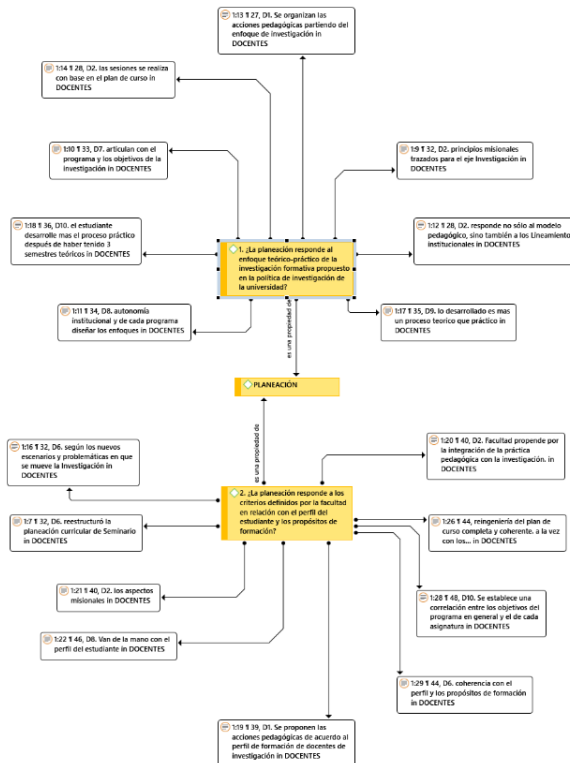 1:13 ¶ 27, D1. Se organizan las
acciones pedagógicas partiendo del
enfoque de investigación in
DOCENTES
1:14 ¶ 28, D2. las sesiones se realiza
con base en el plan de curso in
DOCENTES
1:10 ¶ 33, D7. articulan con el
programa y los objetivos de la
investigación in DOCENTES
1:9 ¶ 32, D2. principios misionales
trazados para el eje Investigación in
DOCENTES
1:18 ¶ 36, D10. el estudiante
desarrolle mas el proceso práctico
después de haber tenido 3
semestres teóricos in DOCENTES
1. ¿La planeación responde al
enfoque teórico-práctico de la
investigación formativa propuesto
en la política de investigación de
la universidad?
1:12 ¶ 28, D2. responde no sólo al modelo
pedagógico, sino también a los Lineamiento
institucionales in DOCENTES
1:11 ¶ 34, D8. autonomía
institucional y de cada programa
diseñar los enfoques in DOCENTES
1:17 ¶ 35, D9. lo desarrollado es mas
un proceso teorico que práctico in
DOCENTES
es una propiedad de
PLANEACIÓN
es una propiedad de
1:16 ¶ 32, D6. según los nuevos
escenarios y problemáticas en que
se mueve la Investigación in
DOCENTES
1:20 ¶ 40, D2. Facultad propende por
la integración de la práctica
pedagógica con la investigación. in
DOCENTES
1:7 ¶ 32, D6. reestructuró la
planeación curricular de Seminario
in DOCENTES
2. ¿La planeación responde a los
criterios definidos por la facultad
en relación con el perfil del
estudiante y los propósitos de
formación?
1:26 ¶ 44, reingeniería del plan de
curso completa y coherente. a la vez
con los... in DOCENTES
1:21 ¶ 40, D2. los aspectos
misionales in DOCENTES
1:28 ¶ 48, D10. Se establece una
correlación entre los objetivos del
programa en general y el de cada
asignatura in DOCENTES
1:22 ¶ 46, D8. Van de la mano con el
perfil del estudiante in DOCENTES
1:29 ¶ 44, D6. coherencia con el
perfil y los propósitos de formación
in DOCENTES
1:19 ¶ 39, D1. Se proponen las
acciones pedagógicas de acuerdo al
perfil de formación de docentes de
investigación in DOCENTES